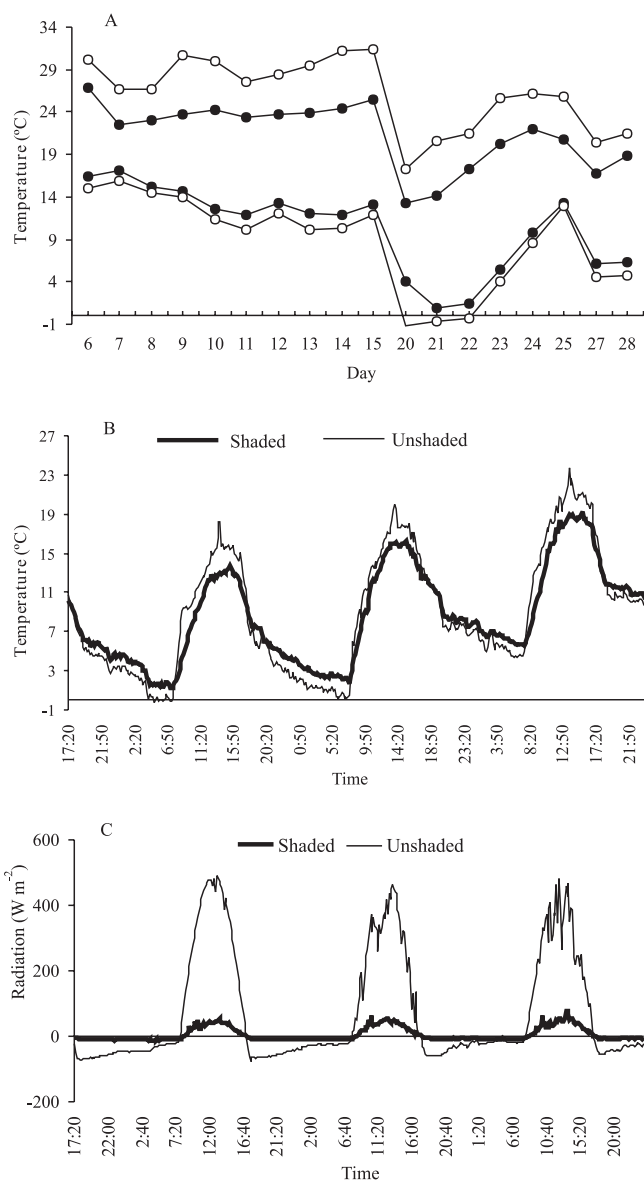 A
34
29
24
19
14
9
4
-1
Temperature (ºC)
6 7 8 9 10 11 12 13 14 15 20 21 22 23 24 25 27 28
Day
B
Shaded Unshaded
27
23
19
15
11
7
3
-1
Temperature (ºC)
17:20 21:50 2:20 6:50 11:20 15:50 20:20 0:50 5:20 9:50 14:20 18:50 23:20 3:50 8:20 12:50 17:20 21:50
Time
C
Shaded Unshaded
600
400
200
0
-200
Radiation (W m-2)
17:20 22:00 2:40 7:20 12:00 16:40 21:20 2:00 6:40 11:20 16:00 20:40 1:20 6:00 10:40 15:20 20:00
Time